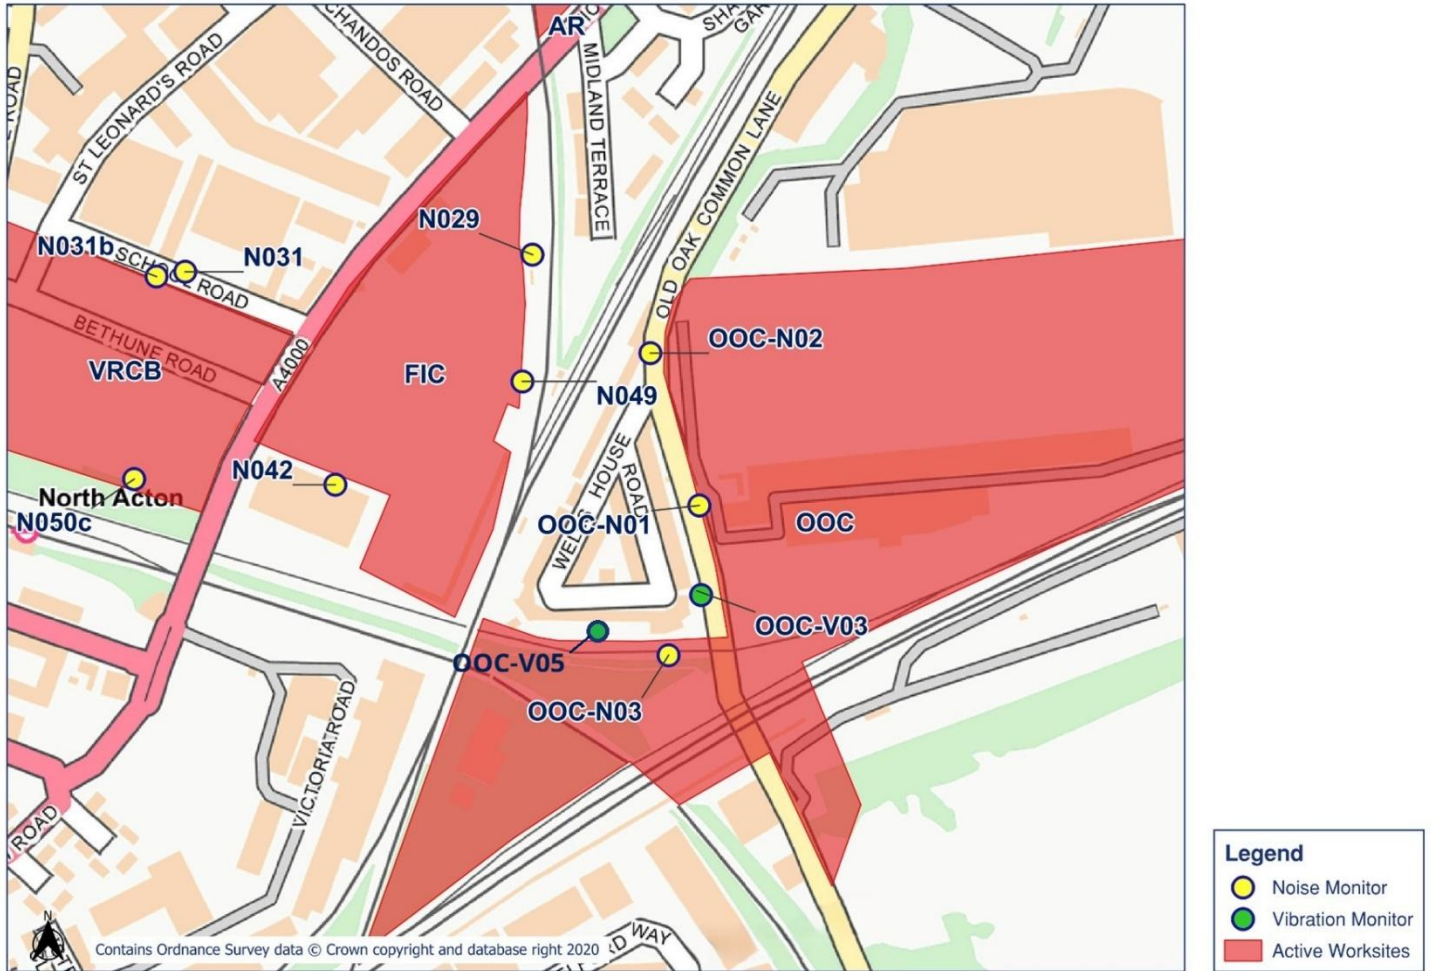 AR
ST LEONARD'S ROAD
CHANDOS ROAD
MIDLAND TERRACE
OLD OAK COMMON LANE
ROAD
N029
N031b
N031
SCHOOL ROAD
BETHUNE ROAD
VRCB
A4000
FIC
OOC-N02
N049
N042
North Acton
N050c
WELLS HOUSE
ROAD
OOC-N01
OOC
OOC-V03
OOC-V05
OOC-N03
VICTORIA ROAD
ROAD
N
Contains Ordnance Survey data © Crown copyright and database right 2020
WAY
Legend
Noise Monitor
Vibration Monitor
Active Worksites